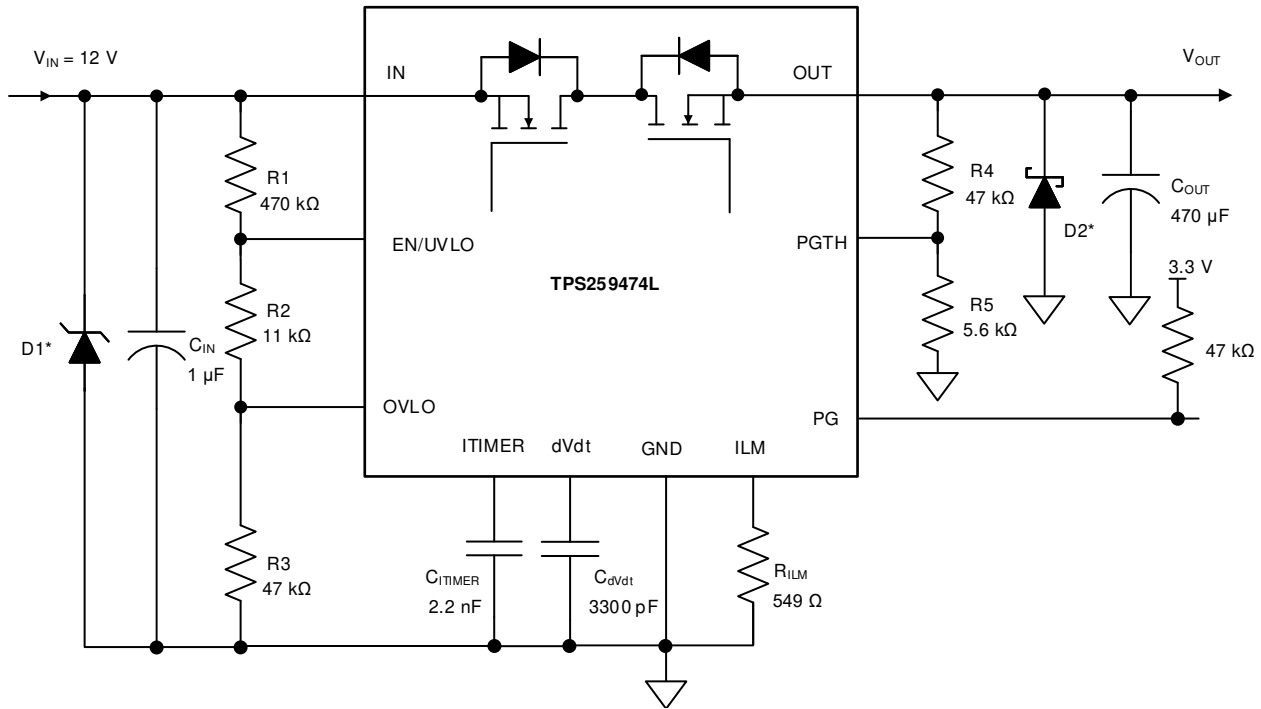 V_IN = 12 V
IN
OUT
V_OUT
R1
470 kΩ
R4
47 kΩ
C_OUT
470 µF
D2*
EN/UVLO
PGTH
TPS259474L
3.3 V
R2
11 kΩ
R5
5.6 kΩ
47 kΩ
D1*
C_IN
1 µF
OVLO
PG
ITIMER
dVdt
GND
ILM
R3
47 kΩ
C_ITIMER
2.2 nF
C_dVdt
3300 pF
R_ILM
549 Ω